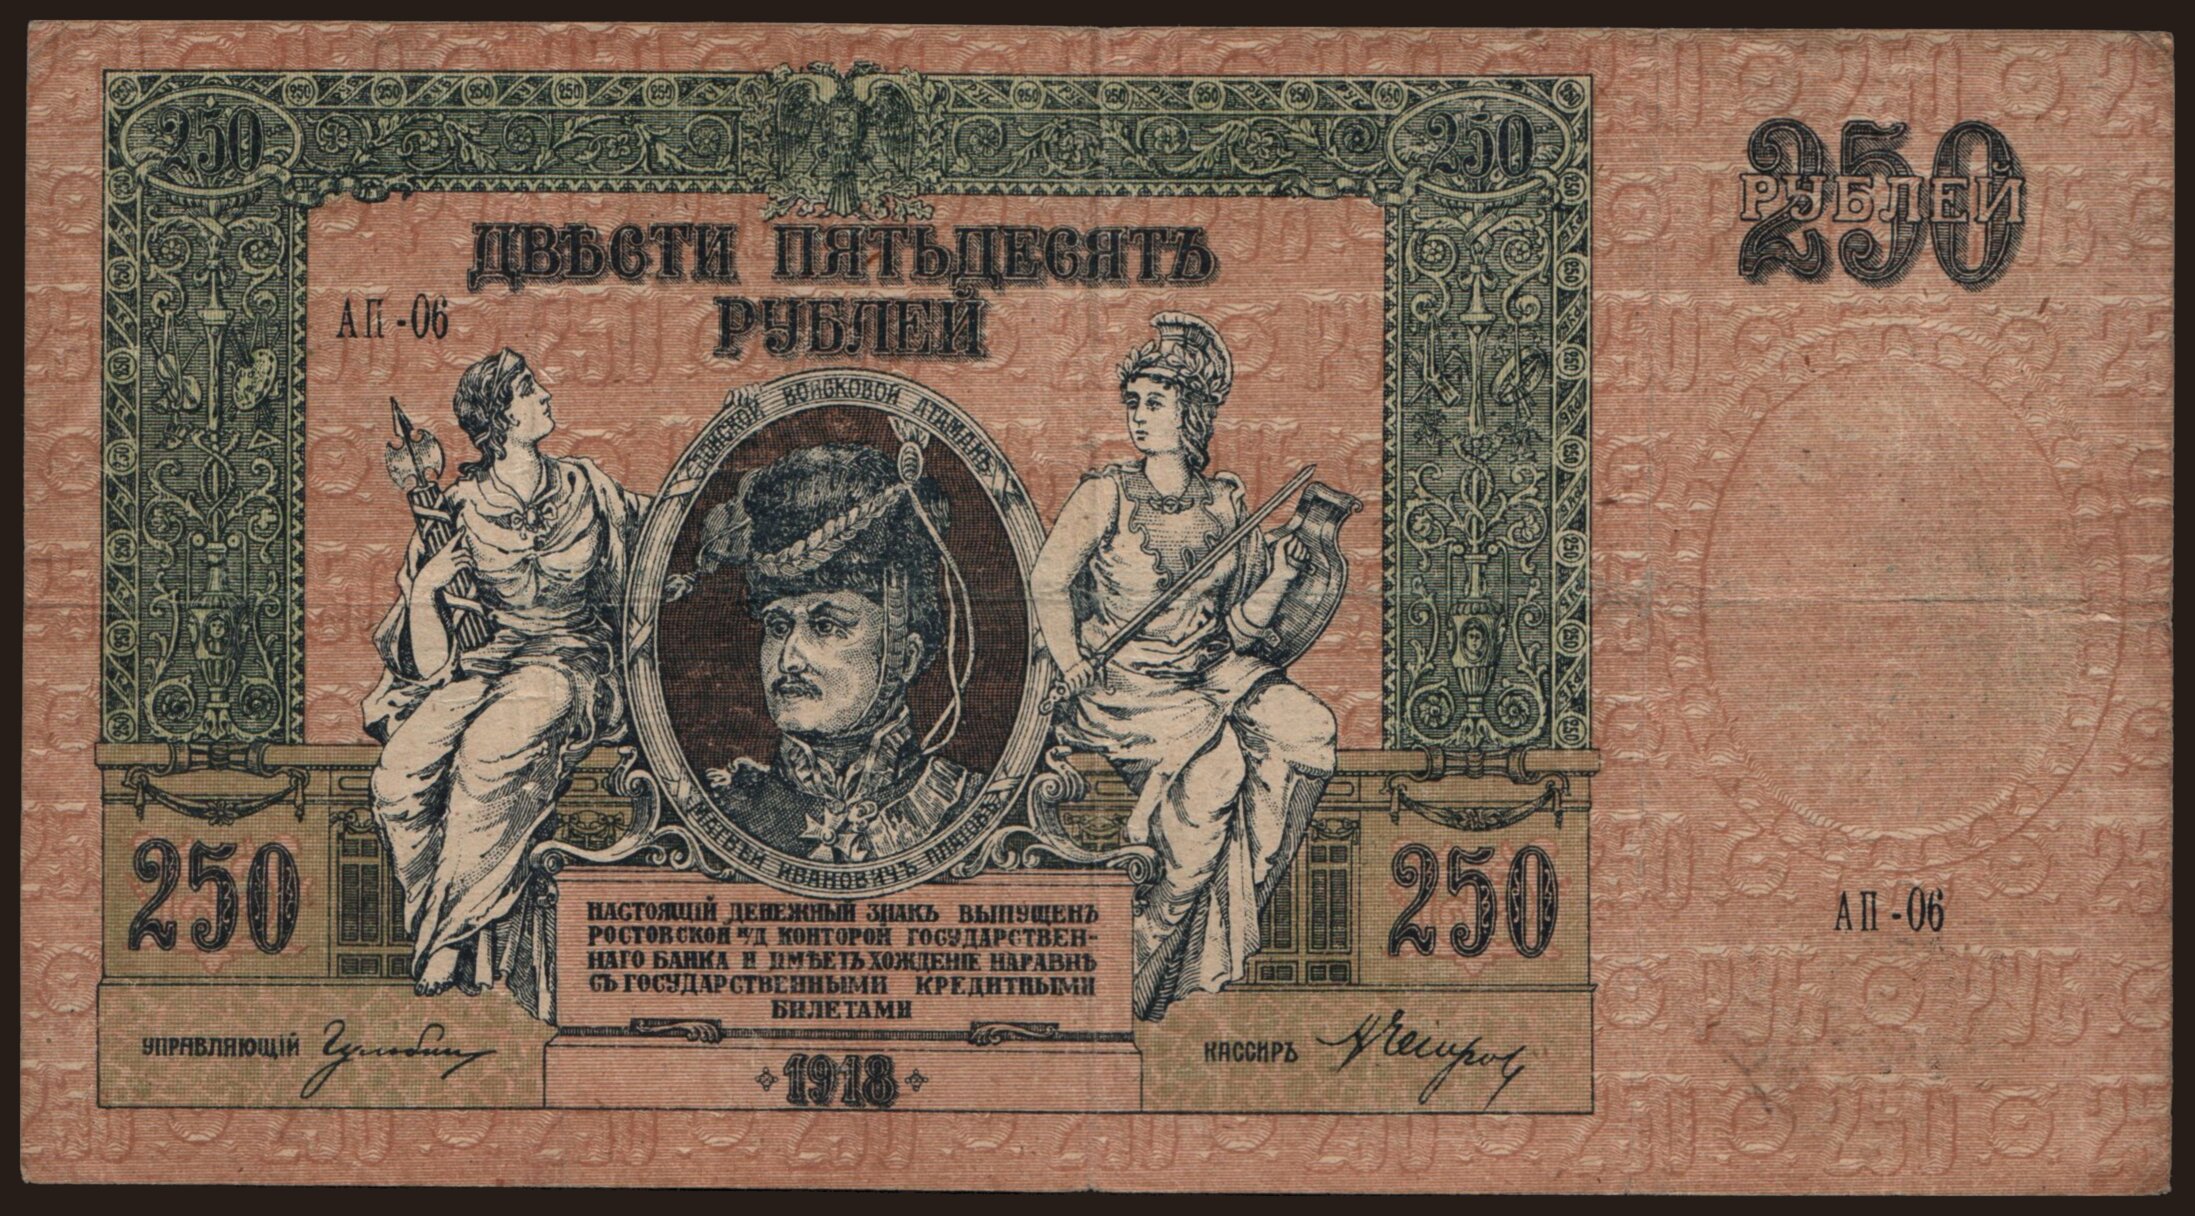 250
250
250
РУБЛЕЙ
ДВѢСТИ ПЯТЬДЕСЯТЪ
РУБЛЕЙ
АП-06
ДОНСКОЙ ВОЙСКОВОЙ АТАМАНЪ
МАТВЕЙ ИВАНОВИЧЪ ПЛАТОВЪ
250
250
НАСТОЯЩІЙ ДЕНЕЖНЫЙ ЗНАКЪ ВЫПУЩЕНЪ
РОСТОВСКОЙ Н/Д КОНТОРОЙ ГОСУДАРСТВЕН-
НАГО БАНКА И ИМѢЕТЪ ХОЖДЕНІЕ НАРАВНѢ
СЪ ГОСУДАРСТВЕННЫМИ КРЕДИТНЫМИ
БИЛЕТАМИ
АП-06
УПРАВЛЯЮЩІЙ
КАССИРЪ
1918